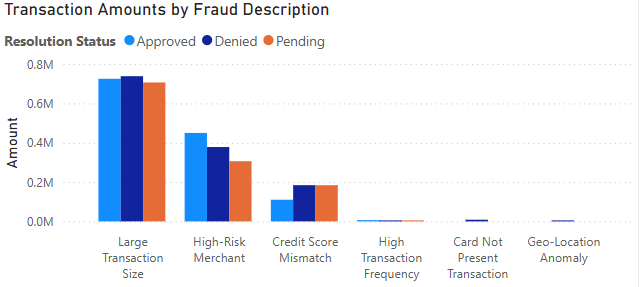 Transaction Amounts by Fraud Description
Resolution Status Approved Denied Pending
0.8M
0.6M
0.4M
0.2M
0.0M
Amount
Large Transaction Size
High-Risk Merchant
Credit Score Mismatch
High Transaction Frequency
Card Not Present Transaction
Geo-Location Anomaly